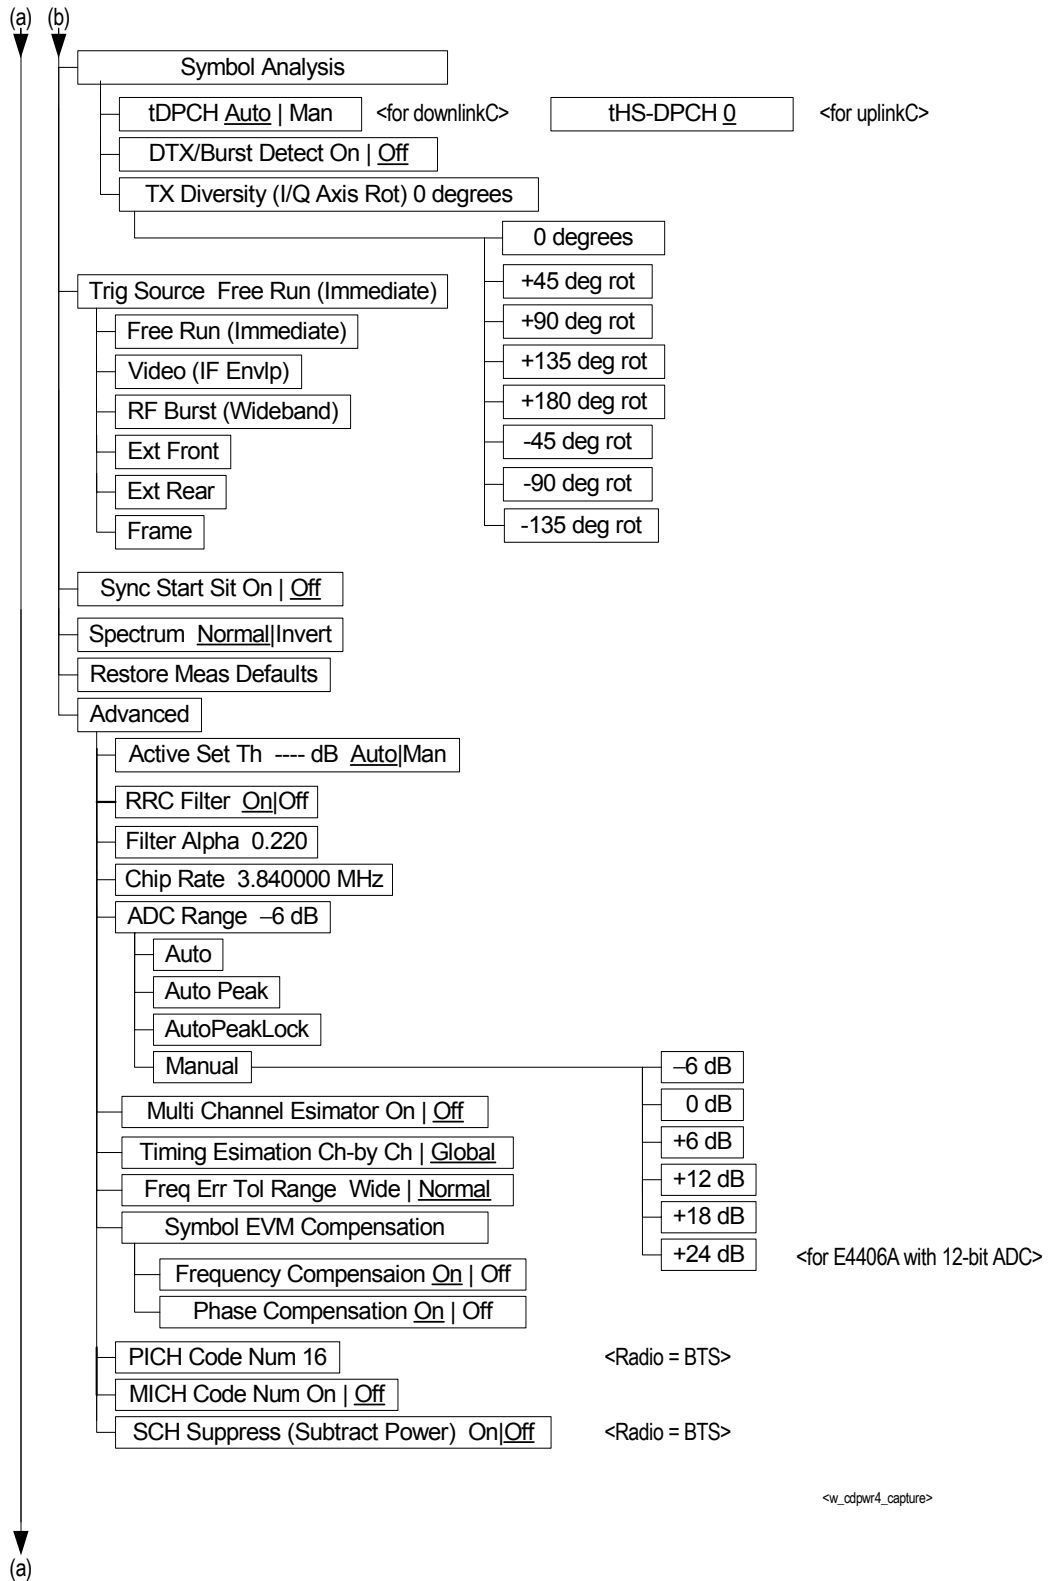 (a) (b)
Symbol Analysis
tDPCH Auto | Man <for downlinkC> tHS-DPCH 0 <for uplinkC>
DTX/Burst Detect On | Off
TX Diversity (I/Q Axis Rot) 0 degrees
0 degrees
+45 deg rot
+90 deg rot
+135 deg rot
+180 deg rot
-45 deg rot
-90 deg rot
-135 deg rot
Trig Source Free Run (Immediate)
Free Run (Immediate)
Video (IF Envlp)
RF Burst (Wideband)
Ext Front
Ext Rear
Frame
Sync Start Sit On | Off
Spectrum Normal|Invert
Restore Meas Defaults
Advanced
Active Set Th ---- dB Auto|Man
RRC Filter On|Off
Filter Alpha 0.220
Chip Rate 3.840000 MHz
ADC Range –6 dB
Auto
Auto Peak
AutoPeakLock
Manual
–6 dB
0 dB
+6 dB
+12 dB
+18 dB
+24 dB <for E4406A with 12-bit ADC>
Multi Channel Esimator On | Off
Timing Esimation Ch-by Ch | Global
Freq Err Tol Range Wide | Normal
Symbol EVM Compensation
Frequency Compensaion On | Off
Phase Compensation On | Off
PICH Code Num 16 <Radio = BTS>
MICH Code Num On | Off
SCH Suppress (Subtract Power) On|Off <Radio = BTS>
<w_cdpwr4_capture>
(a)